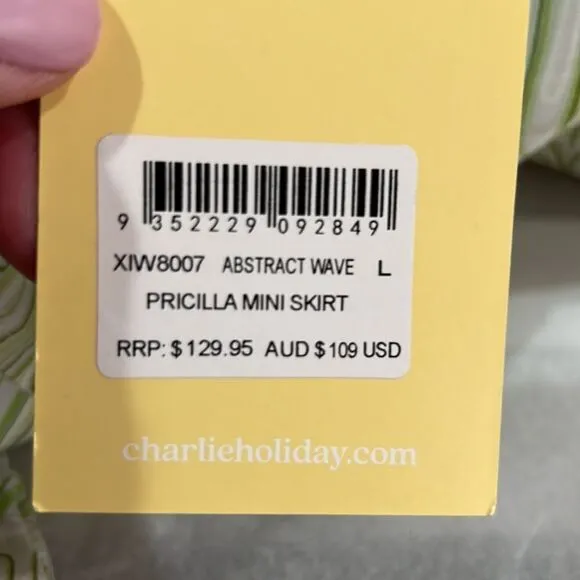 9 352229 092849
XIW8007 ABSTRACT WAVE L
PRICILLA MINI SKIRT
RRP: $129.95 AUD $109 USD
charlieholiday.com